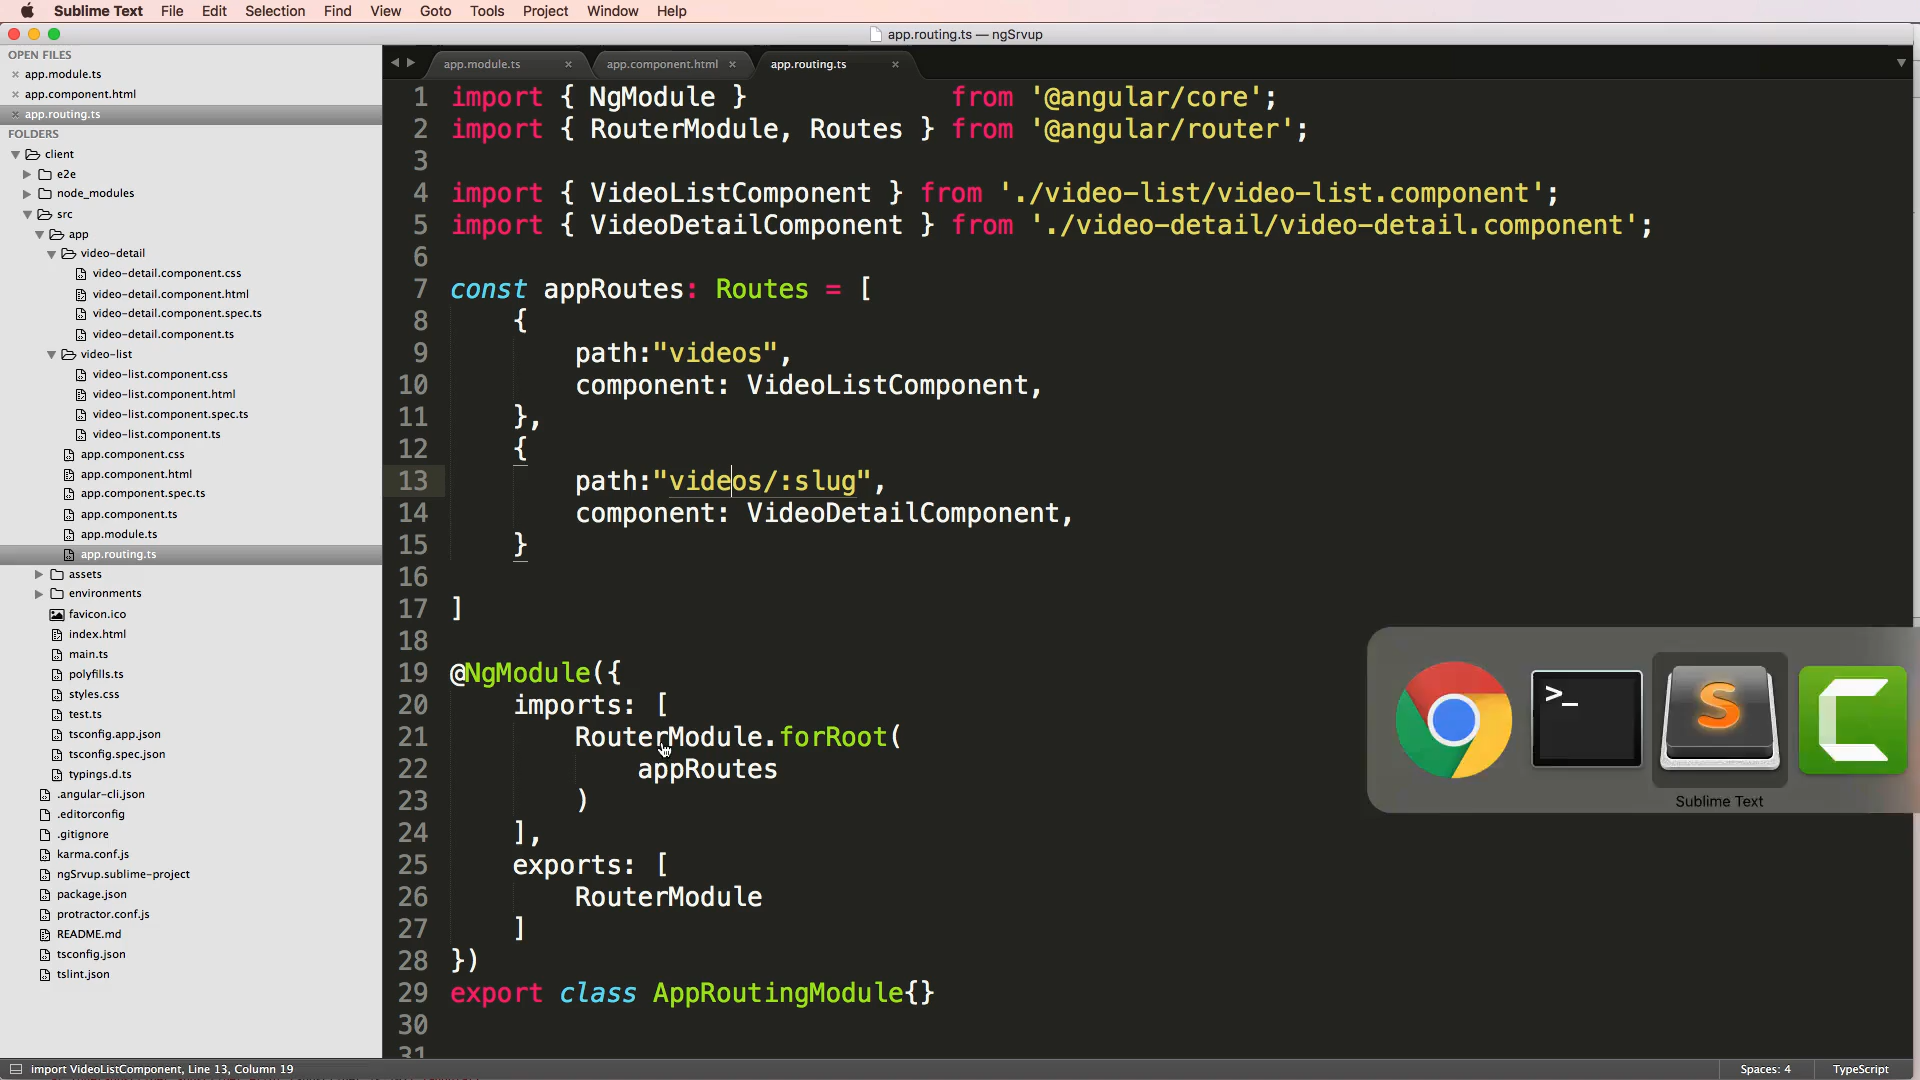 Sublime Text File Edit Selection Find View Goto Tools Project Window Help
app.routing.ts — ngSrvup
OPEN FILES
× app.module.ts
× app.component.html
× app.routing.ts
FOLDERS
client
e2e
node_modules
src
app
video-detail
video-detail.component.css
video-detail.component.html
video-detail.component.spec.ts
video-detail.component.ts
video-list
video-list.component.css
video-list.component.html
video-list.component.spec.ts
video-list.component.ts
app.component.css
app.component.html
app.component.spec.ts
app.component.ts
app.module.ts
app.routing.ts
assets
environments
favicon.ico
index.html
main.ts
polyfills.ts
styles.css
test.ts
tsconfig.app.json
tsconfig.spec.json
typings.d.ts
.angular-cli.json
.editorconfig
.gitignore
karma.conf.js
ngSrvup.sublime-project
package.json
protractor.conf.js
README.md
tsconfig.json
tslint.json
app.module.ts × app.component.html × app.routing.ts ×
1 import { NgModule } from '@angular/core';
2 import { RouterModule, Routes } from '@angular/router';
3
4 import { VideoListComponent } from './video-list/video-list.component';
5 import { VideoDetailComponent } from './video-detail/video-detail.component';
6
7 const appRoutes: Routes = [
8 {
9 path:"videos",
10 component: VideoListComponent,
11 },
12 {
13 path:"videos/:slug",
14 component: VideoDetailComponent,
15 }
16
17 ]
18
19 @NgModule({
20 imports: [
21 RouterModule.forRoot(
22 appRoutes
23 )
24 ],
25 exports: [
26 RouterModule
27 ]
28 })
29 export class AppRoutingModule{}
30
31
>_
S
C
Sublime Text
import VideoListComponent, Line 13, Column 19 Spaces: 4 TypeScript